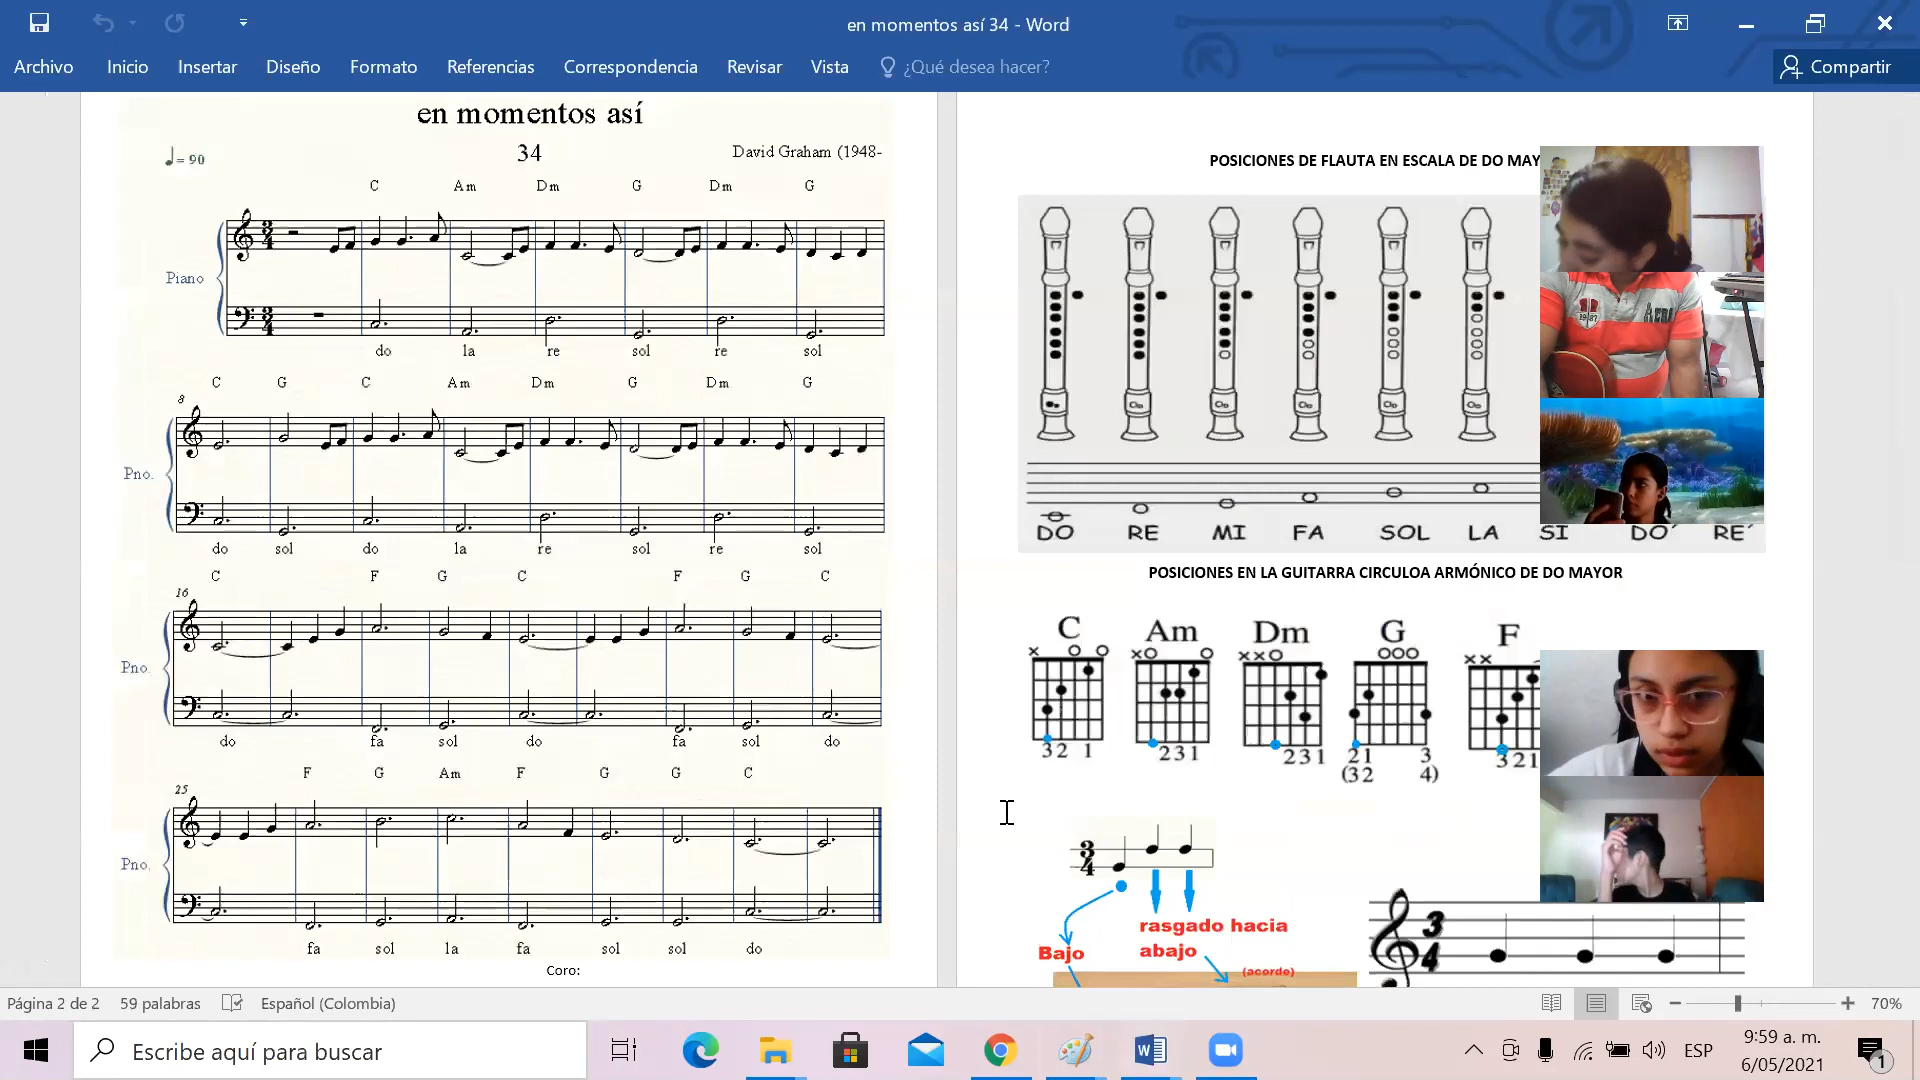 en momentos así 34 - Word
Archivo Inicio Insertar Diseño Formato Referencias Correspondencia Revisar Vista ¿Qué desea hacer? Compartir
en momentos así
34
David Graham (1948-
= 90
C Am Dm G Dm G
Piano
do la re sol re sol
C G C Am Dm G Dm G
8
Pno.
do sol do la re sol re sol
C F G C F G C
16
Pno.
do fa sol do fa sol do
F G Am F G G C
25
Pno.
fa sol la fa sol sol do
Coro:
POSICIONES DE FLAUTA EN ESCALA DE DO MAY
DO RE MI FA SOL LA SI DO´ RE´
POSICIONES EN LA GUITARRA CIRCULOA ARMÓNICO DE DO MAYOR
C Am Dm G F
32 1 231 231 21 3 321
(32 4)
3
4
Bajo
rasgado hacia
abajo
(acorde)
3
4
Página 2 de 2 59 palabras Español (Colombia) 70%
Escribe aquí para buscar
ESP
9:59 a. m.
6/05/2021
1